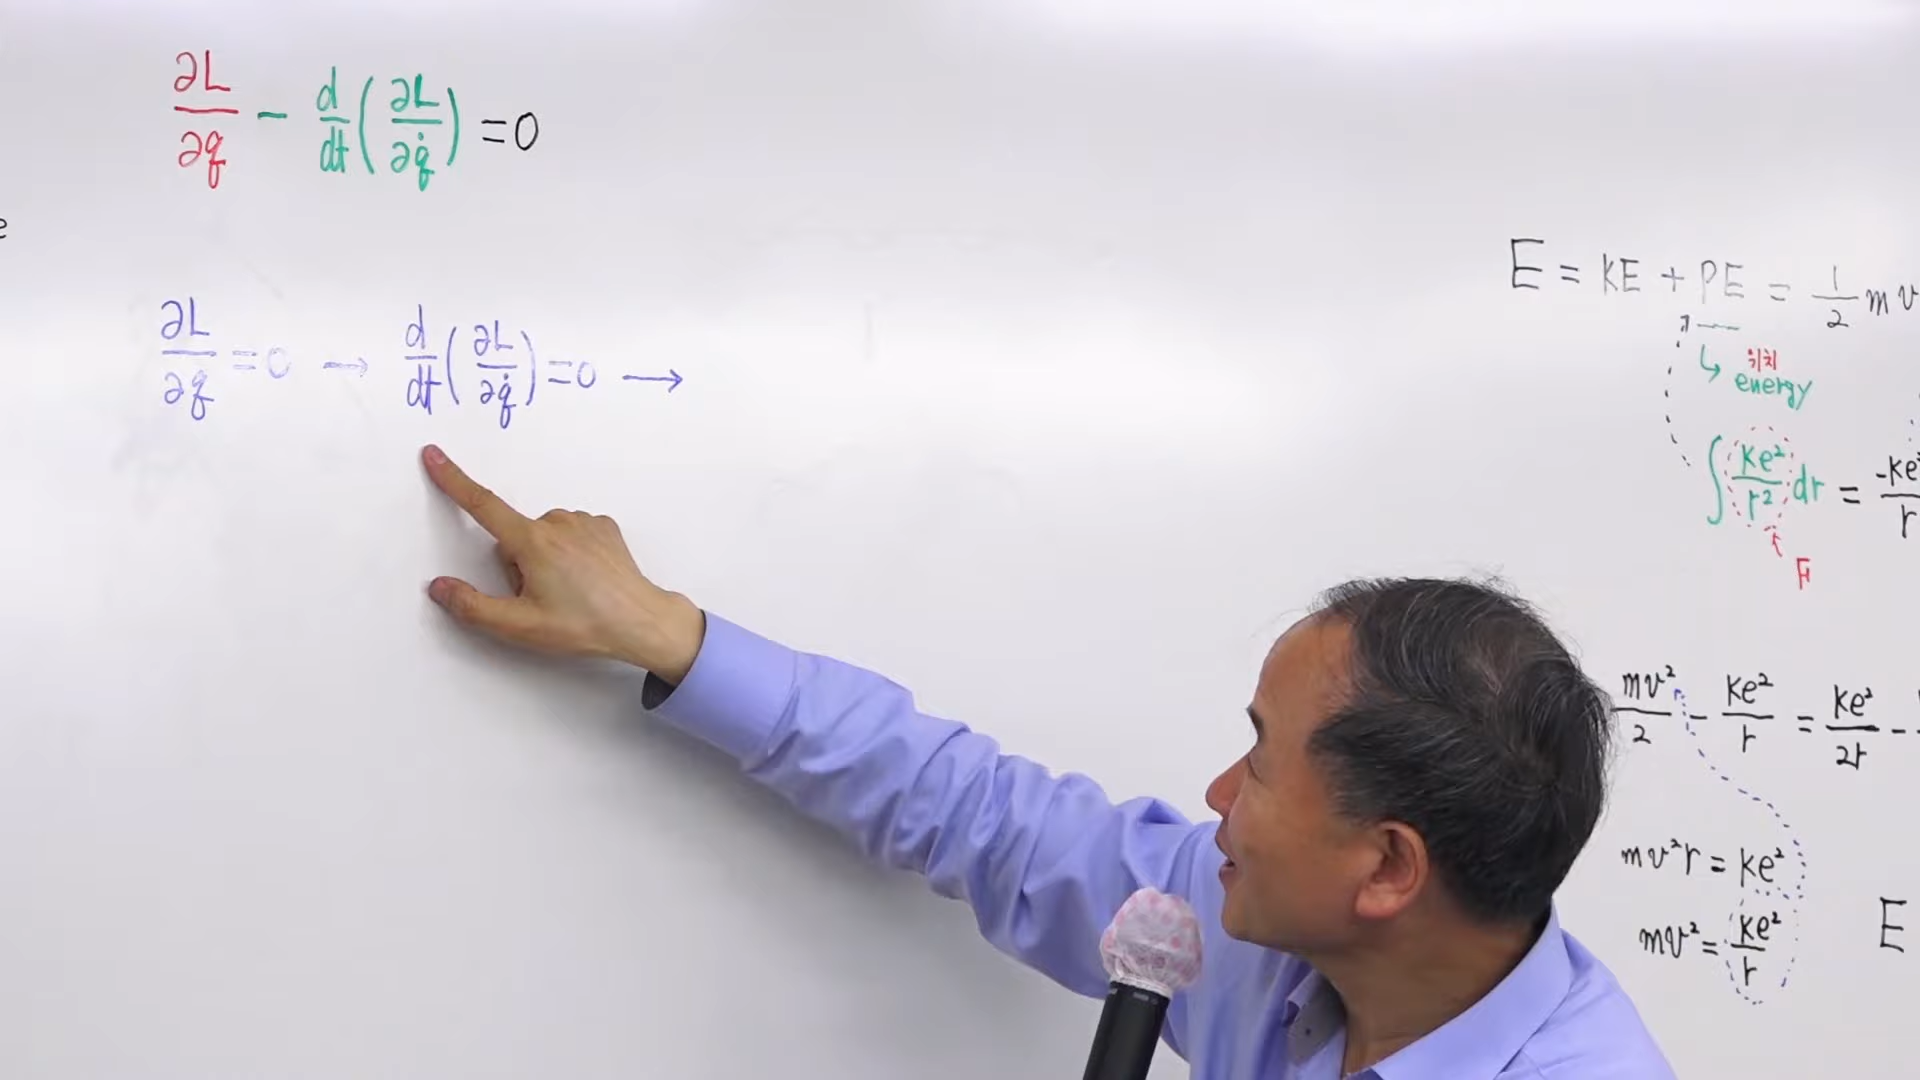 ∂L/∂q - d/dt(∂L/∂q̇) = 0
e
∂L/∂q = 0 → d/dt(∂L/∂q̇) = 0 →
E = KE + PE = 1/2 mv
↳ 위치
energy
∫ ke²/r² dr = -ke²/r
F
mv²/2 - ke²/r = ke²/2r -
mv²r = ke²
mv² = ke²/r
E